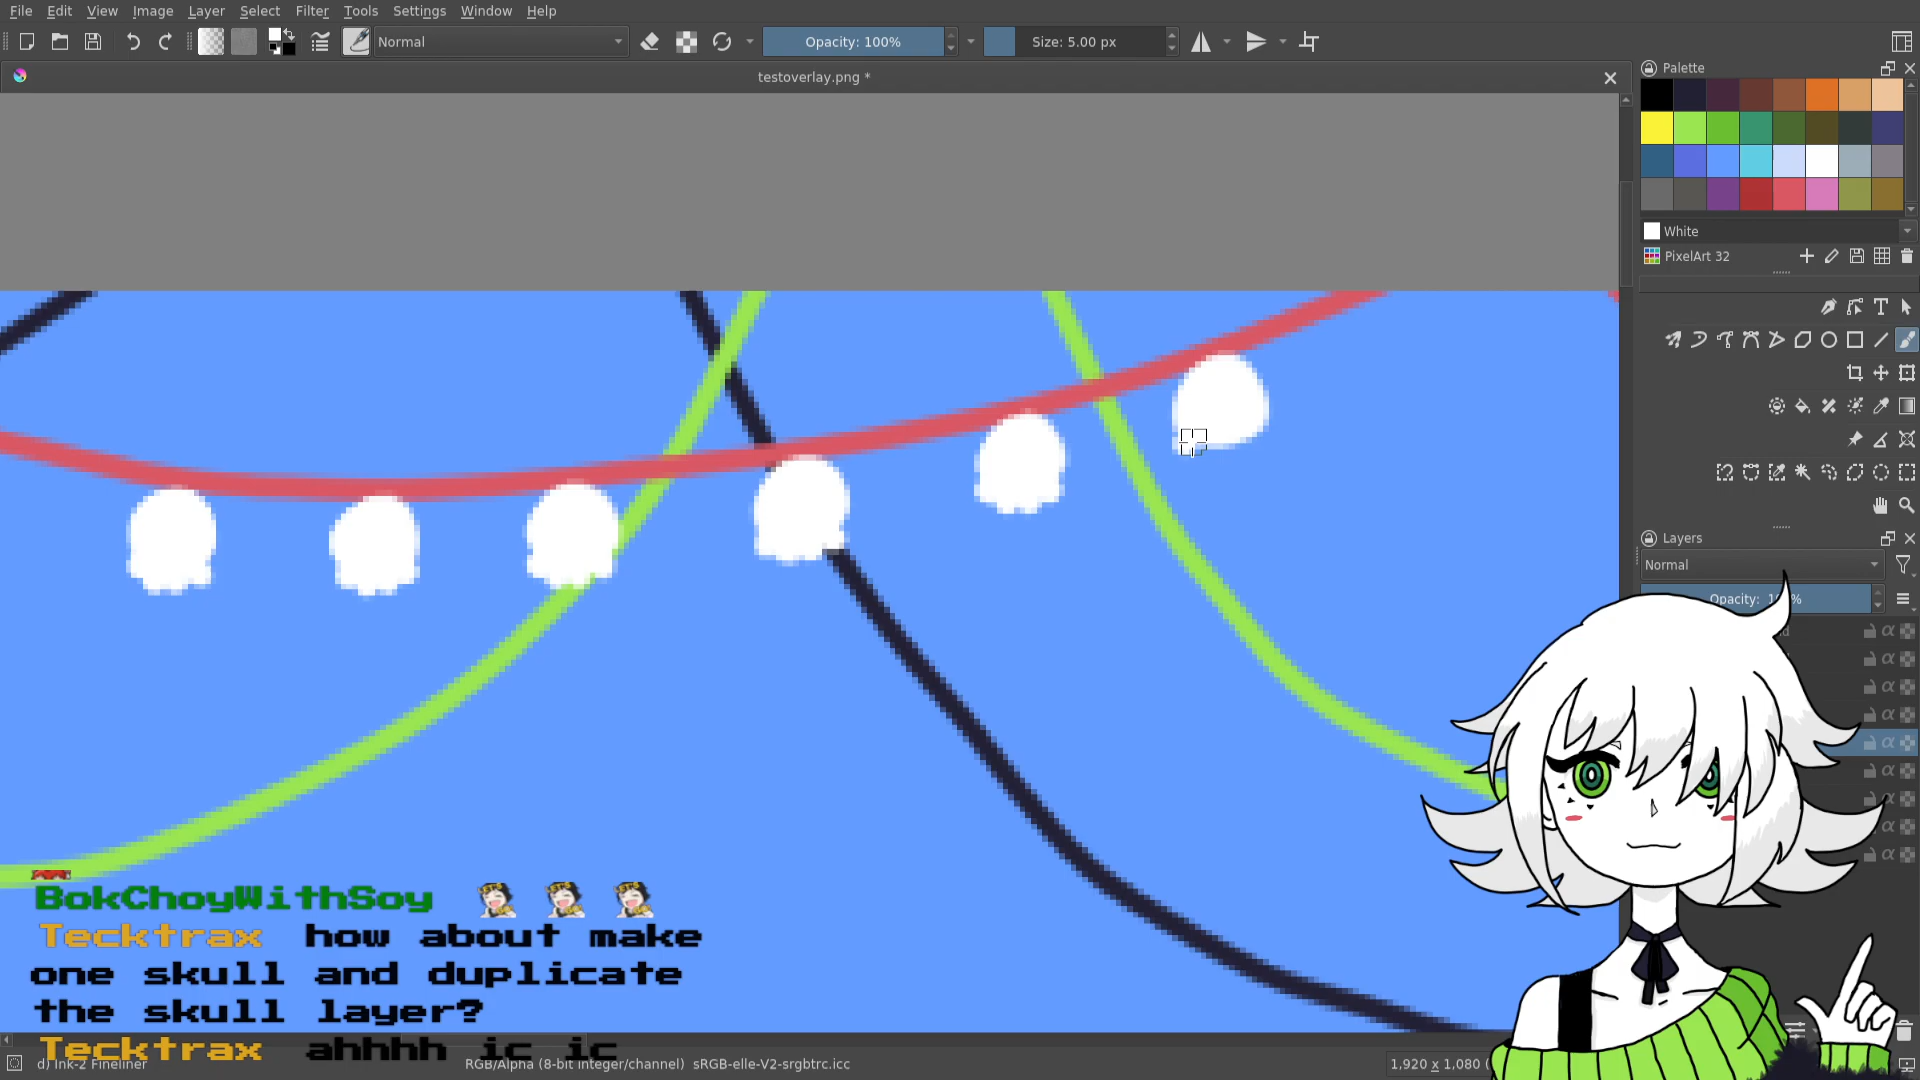 File Edit View Image Layer Select Filter Tools Settings Window Help
Normal
Opacity: 100%
Size: 5.00 px
testoverlay.png *
Palette
White
PixelArt 32
Layers
Normal
Opacity:
BokChoyWithSoy
Tecktrax how about make
one skull and duplicate
the skull layer?
Tecktrax ahhhh ic ic
d) Ink-2 Fineliner
RGB/Alpha (8-bit integer/channel) sRGB-elle-V2-srgbtrc.icc
1,920 x 1,080 (